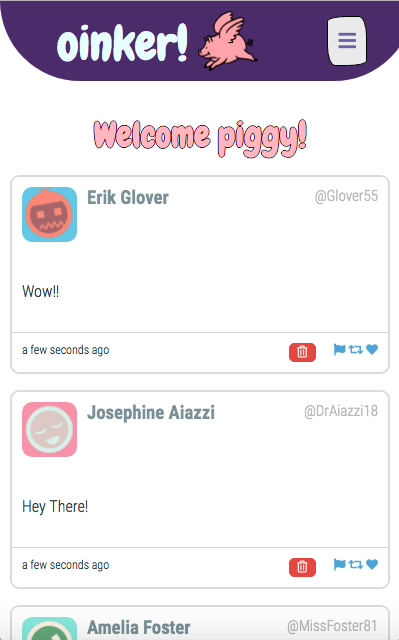 oinker!
Welcome piggy!
Erik Glover @Glover55
Wow!!
a few seconds ago
Josephine Aiazzi @DrAiazzi18
Hey There!
a few seconds ago
Amelia Foster @MissFoster81